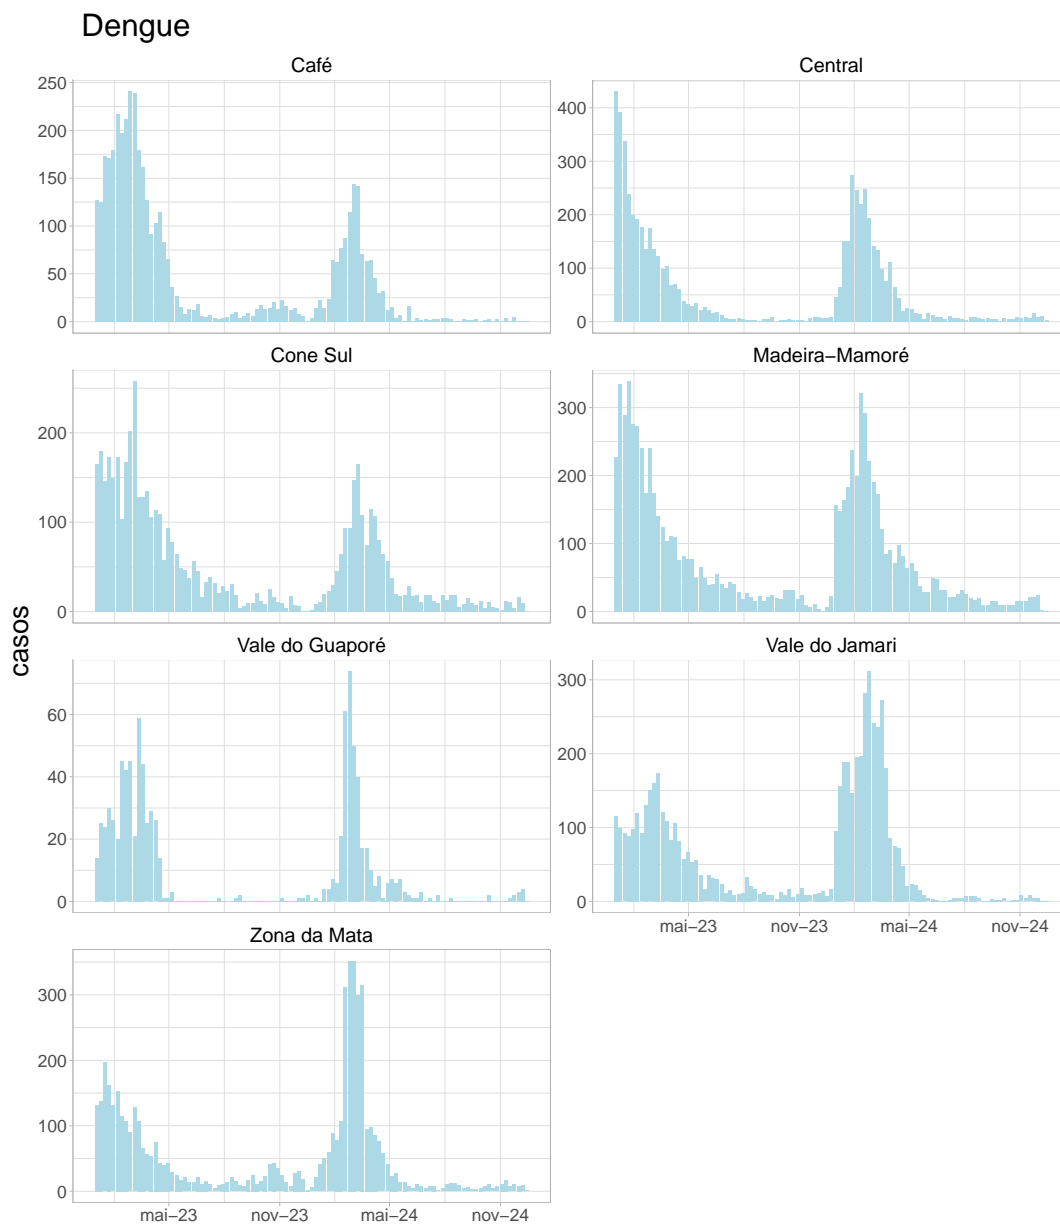 Dengue
Café
Central
250
200
150
100
50
0
400
300
200
100
0
Cone Sul
Madeira−Mamoré
200
100
0
300
200
100
0
casos
Vale do Guaporé
Vale do Jamari
60
40
20
0
300
200
100
0
mai−23
nov−23
mai−24
nov−24
Zona da Mata
300
200
100
0
mai−23
nov−23
mai−24
nov−24